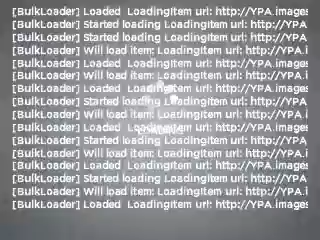 [BulkLoader] Loaded LoadingItem url: http://YPA.images
[BulkLoader] Started loading LoadingItem url: http://YPA
[BulkLoader] Started loading LoadingItem url: http://YPA
[BulkLoader] Will load item: LoadingItem url: http://YPA.i
[BulkLoader] Loaded LoadingItem url: http://YPA.images
[BulkLoader] Will load item: LoadingItem url: http://YPA.i
[BulkLoader] Loaded LoadingItem url: http://YPA.images
[BulkLoader] Started loading LoadingItem url: http://YPA
[BulkLoader] Will load item: LoadingItem url: http://YPA.i
[BulkLoader] Loaded LoadingItem url: http://YPA.images
[BulkLoader] Started loading LoadingItem url: http://YPA
[BulkLoader] Will load item: LoadingItem url: http://YPA.i
[BulkLoader] Loaded LoadingItem url: http://YPA.images
[BulkLoader] Started loading LoadingItem url: http://YPA
[BulkLoader] Will load item: LoadingItem url: http://YPA.i
[BulkLoader] Loaded LoadingItem url: http://YPA.images